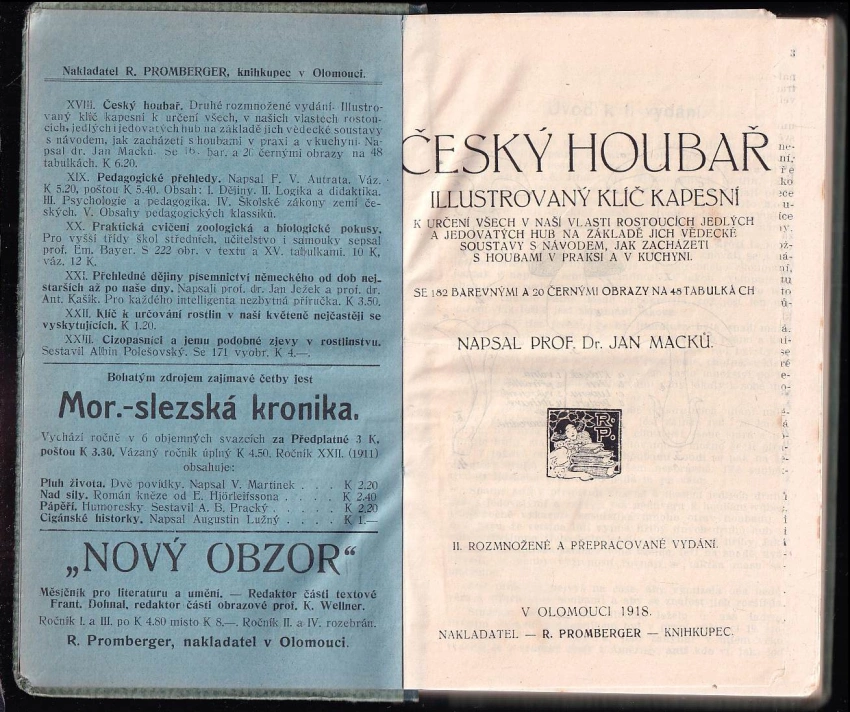 Nakladatel R. PROMBERGER, knihkupec v Olomouci.
XVIII. Český houbař. Druhé rozmnožené vydání. Illustro-
vaný klíč kapesní k určení všech, v našich vlastech rostou-
cích, jedlých i jedovatých hub na základě jich vědecké soustavy
s návodem, jak zacházeti s houbami v praxi a v kuchyni. Na-
psal dr. Jan Macků. Se bar. a 20 černými obrazy na 48
tabulkách. K 6.20.
XIX. Pedagogické přehledy. Napsal F. V. Autrata. Váz.
K 5.20, poštou K 5.40. Obsah: I. Dějiny. II. Logika a didaktika.
III. Psychologie a pedagogika. IV. Školské zákony zemí če-
ských. V. Obsahy pedagogických klassiků.
XX. Praktická cvičení zoologická a biologické pokusy.
Pro vyšší třídy škol středních, učitelstvo i samouky sepsal
prof. Em. Bayer. S 222 obr. v textu a XV. tabulkami. 10 K,
váz. 12 K.
XXI. Přehledné dějiny písemnictví německého od dob nej-
starších až po naše dny. Napsali prof. dr. Jan Ježek a prof. dr.
Ant. Kašík. Pro každého intelligenta nezbytná příručka. K 3.50.
XXII. Klíč k určování rostlin v naší květeně nejčastěji se
vyskytujících. K 1.20.
XXIII. Cizopasníci a jemu podobné zjevy v rostlinstvu.
Sestavil Albín Polešovský. Se 171 vyobr. K 4.—.
Bohatým zdrojem zajímavé četby jest
Mor.-slezská kronika.
Vychází ročně v 6 objemných svazcích za Předplatné 3 K,
poštou K 3.30. Vázaný ročník úplný K 4.50. Ročník XXII. (1911)
obsahuje:
Pluh života. Dvě povídky. Napsal V. Martínek . . . K 2.20
Nad síly. Román kněze od E. Hjörleifssona . . . . K 2.40
Pápěří. Humoresky. Sestavil A. B. Pracký . . . . K 2.20
Cigánské historky. Napsal Augustin Lužný . . . . K 1.—
„NOVÝ OBZOR“
Měsíčník pro literaturu a umění. — Redaktor části textové
Frant. Dohnal, redaktor části obrazové prof. K. Wellner.
Ročník I. a III. po K 4.80 místo K 8.—. Ročník II. a IV. rozebrán.
R. Promberger, nakladatel v Olomouci.
ČESKÝ HOUBAŘ
ILLUSTROVANÝ KLÍČ KAPESNÍ
K URČENÍ VŠECH V NAŠÍ VLASTI ROSTOUCÍCH JEDLÝCH
A JEDOVATÝCH HUB NA ZÁKLADĚ JICH VĚDECKÉ
SOUSTAVY S NÁVODEM, JAK ZACHÁZETI
S HOUBAMI V PRAKSI A V KUCHYNI.
SE 182 BAREVNÝMI A 20 ČERNÝMI OBRAZY NA 48 TABULKÁCH
NAPSAL PROF. Dr. JAN MACKŮ.
R.
P.
II. ROZMNOŽENÉ A PŘEPRACOVANÉ VYDÁNÍ.
V OLOMOUCI 1918.
NAKLADATEL — R. PROMBERGER — KNIHKUPEC.
3